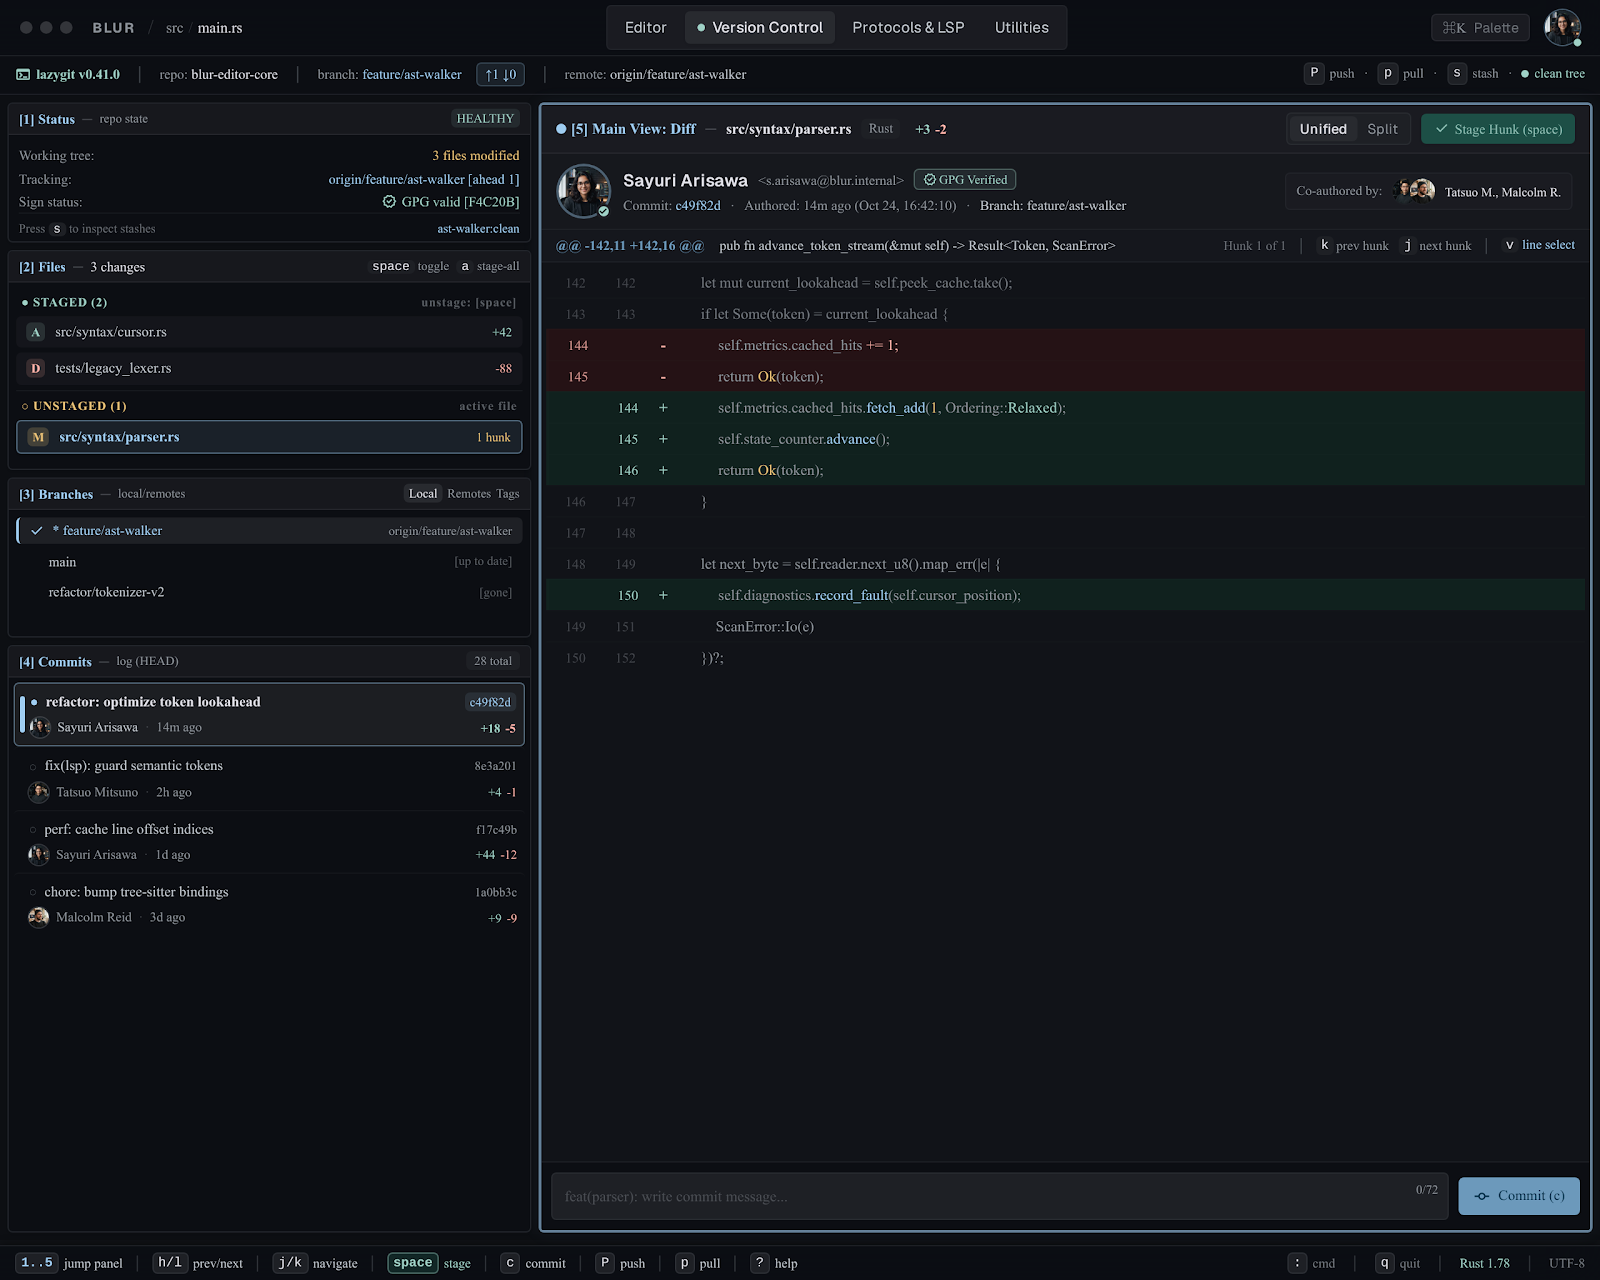 BLUR / src / main.rs
Editor Version Control Protocols & LSP Utilities
⌘K Palette
lazygit v0.41.0 repo: blur-editor-core branch: feature/ast-walker ↑1 ↓0 remote: origin/feature/ast-walker
P push · p pull · s stash · clean tree
[1] Status — repo state HEALTHY
Working tree: 3 files modified
Tracking: origin/feature/ast-walker [ahead 1]
Sign status: GPG valid [F4C20B]
Press s to inspect stashes ast-walker:clean
[2] Files — 3 changes space toggle a stage-all
STAGED (2) unstage: [space]
A src/syntax/cursor.rs +42
D tests/legacy_lexer.rs -88
UNSTAGED (1) active file
M src/syntax/parser.rs 1 hunk
[3] Branches — local/remotes Local Remotes Tags
* feature/ast-walker origin/feature/ast-walker
main [up to date]
refactor/tokenizer-v2 [gone]
[4] Commits — log (HEAD) 28 total
refactor: optimize token lookahead c49f82d
Sayuri Arisawa · 14m ago +18 -5
fix(lsp): guard semantic tokens 8e3a201
Tatsuo Mitsuno · 2h ago +4 -1
perf: cache line offset indices f17c49b
Sayuri Arisawa · 1d ago +44 -12
chore: bump tree-sitter bindings 1a0bb3c
Malcolm Reid · 3d ago +9 -9
[5] Main View: Diff — src/syntax/parser.rs Rust +3 -2 Unified Split Stage Hunk (space)
Sayuri Arisawa <s.arisawa@blur.internal> GPG Verified
Commit: c49f82d · Authored: 14m ago (Oct 24, 16:42:10) · Branch: feature/ast-walker
Co-authored by: Tatsuo M., Malcolm R.
@@ -142,11 +142,16 @@ pub fn advance_token_stream(&mut self) -> Result<Token, ScanError> Hunk 1 of 1 k prev hunk j next hunk v line select
142 142 let mut current_lookahead = self.peek_cache.take();
143 143 if let Some(token) = current_lookahead {
144 - self.metrics.cached_hits += 1;
145 - return Ok(token);
144 + self.metrics.cached_hits.fetch_add(1, Ordering::Relaxed);
145 + self.state_counter.advance();
146 + return Ok(token);
146 147 }
147 148
148 149 let next_byte = self.reader.next_u8().map_err(|e| {
150 + self.diagnostics.record_fault(self.cursor_position);
149 151 ScanError::Io(e)
150 152 })?;
feat(parser): write commit message... 0/72 Commit (c)
1..5 jump panel h/l prev/next j/k navigate space stage c commit P push p pull ? help : cmd q quit Rust 1.78 UTF-8